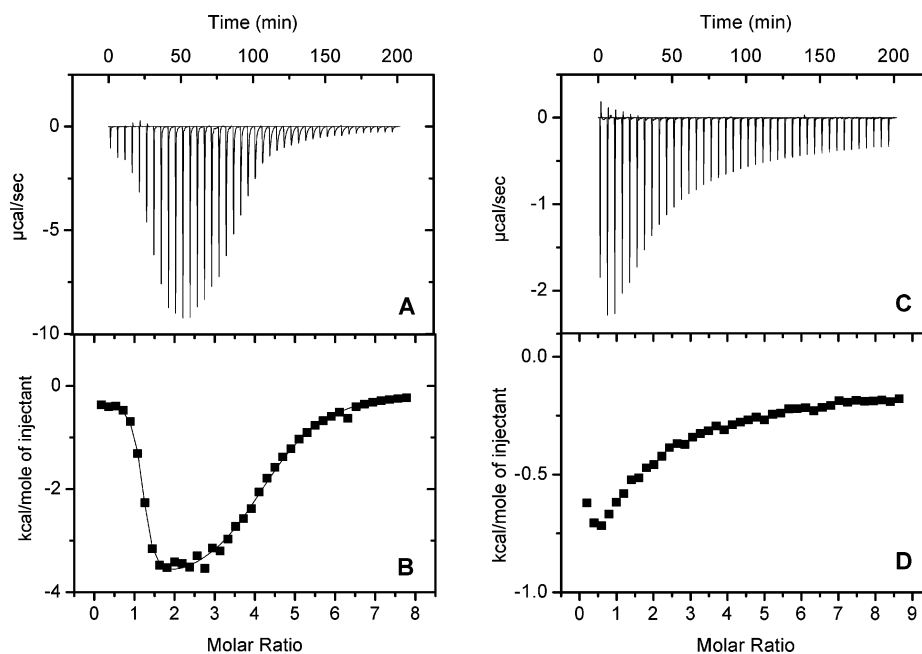 Time (min)
0 50 100 150 200
0
-5
-10
µcal/sec
A
0
-2
-4
kcal/mole of injectant
B
0 1 2 3 4 5 6 7 8
Molar Ratio
Time (min)
0 50 100 150 200
0
-1
-2
µcal/sec
C
0.0
-0.5
-1.0
kcal/mole of injectant
D
0 1 2 3 4 5 6 7 8 9
Molar Ratio